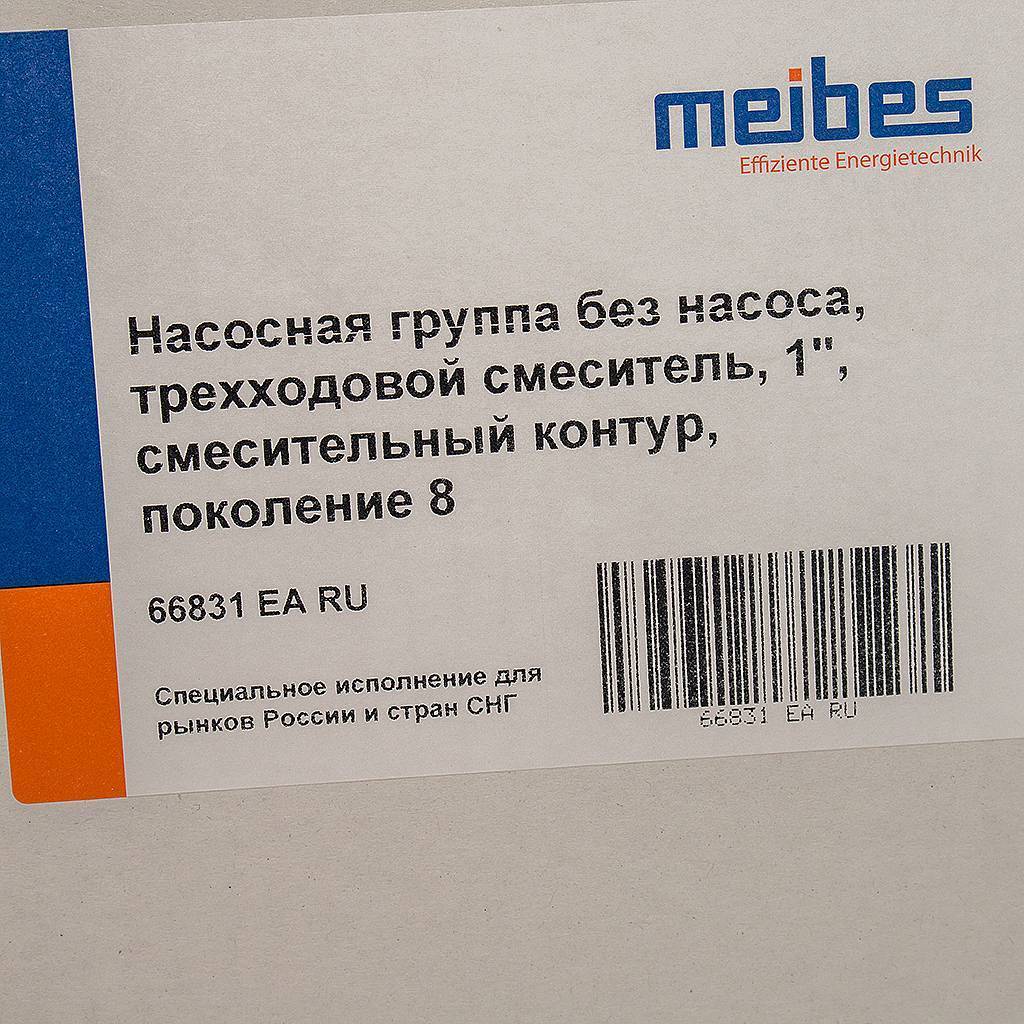 meibes
Effiziente Energietechnik
Насосная группа без насоса,
трехходовой смеситель, 1",
смесительный контур,
поколение 8
66831 EA RU
Специальное исполнение для
рынков России и стран СНГ
66831 EA RU